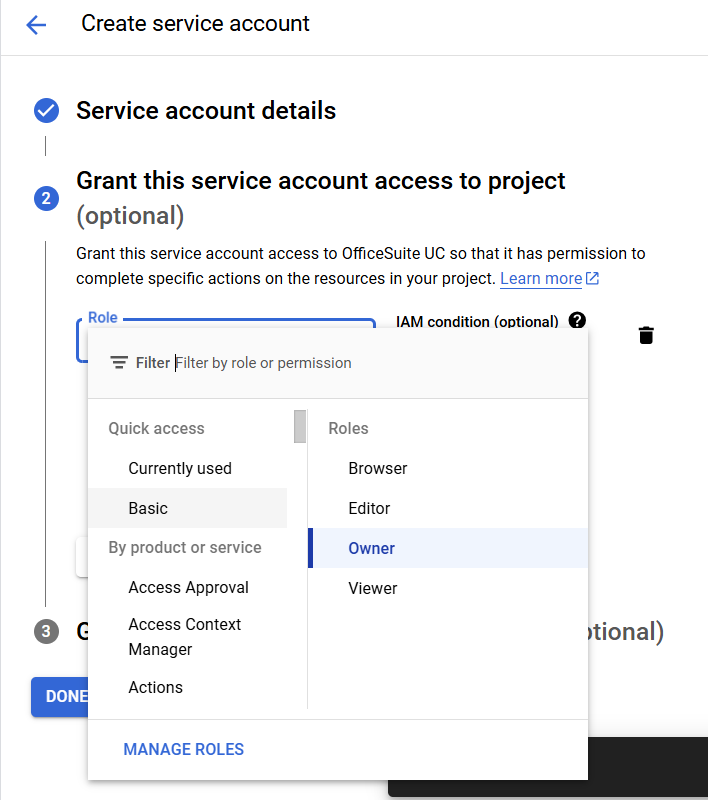 Create service account
Service account details
2
Grant this service account access to project
(optional)
Grant this service account access to OfficeSuite UC so that it has permission to
complete specific actions on the resources in your project. Learn more
Role
IAM condition (optional)
Filter Filter by role or permission
Quick access
Currently used
Basic
By product or service
Access Approval
Access Context
Manager
Actions
Roles
Browser
Editor
Owner
Viewer
3
DONE
MANAGE ROLES